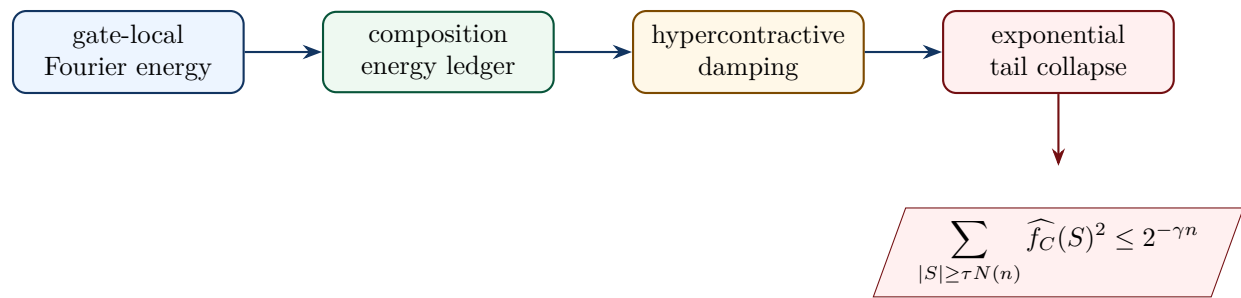 gate-local
Fourier energy
composition
energy ledger
hypercontractive
damping
exponential
tail collapse
∑ \widehat{f_C}(S)² ≤ 2^{−γn}
|S|≥τN(n)